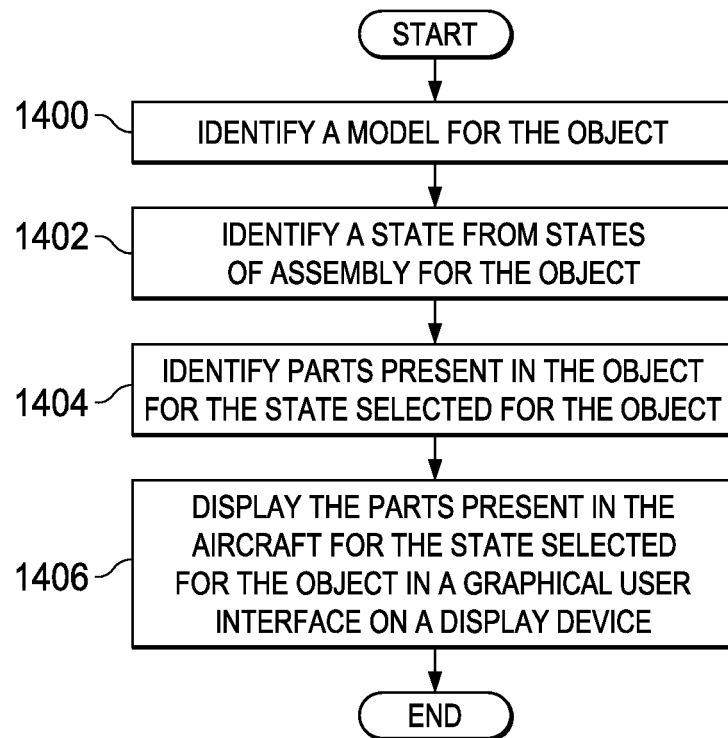 START
1400
IDENTIFY A MODEL FOR THE OBJECT
1402
IDENTIFY A STATE FROM STATES
OF ASSEMBLY FOR THE OBJECT
1404
IDENTIFY PARTS PRESENT IN THE OBJECT
FOR THE STATE SELECTED FOR THE OBJECT
1406
DISPLAY THE PARTS PRESENT IN THE
AIRCRAFT FOR THE STATE SELECTED
FOR THE OBJECT IN A GRAPHICAL USER
INTERFACE ON A DISPLAY DEVICE
END